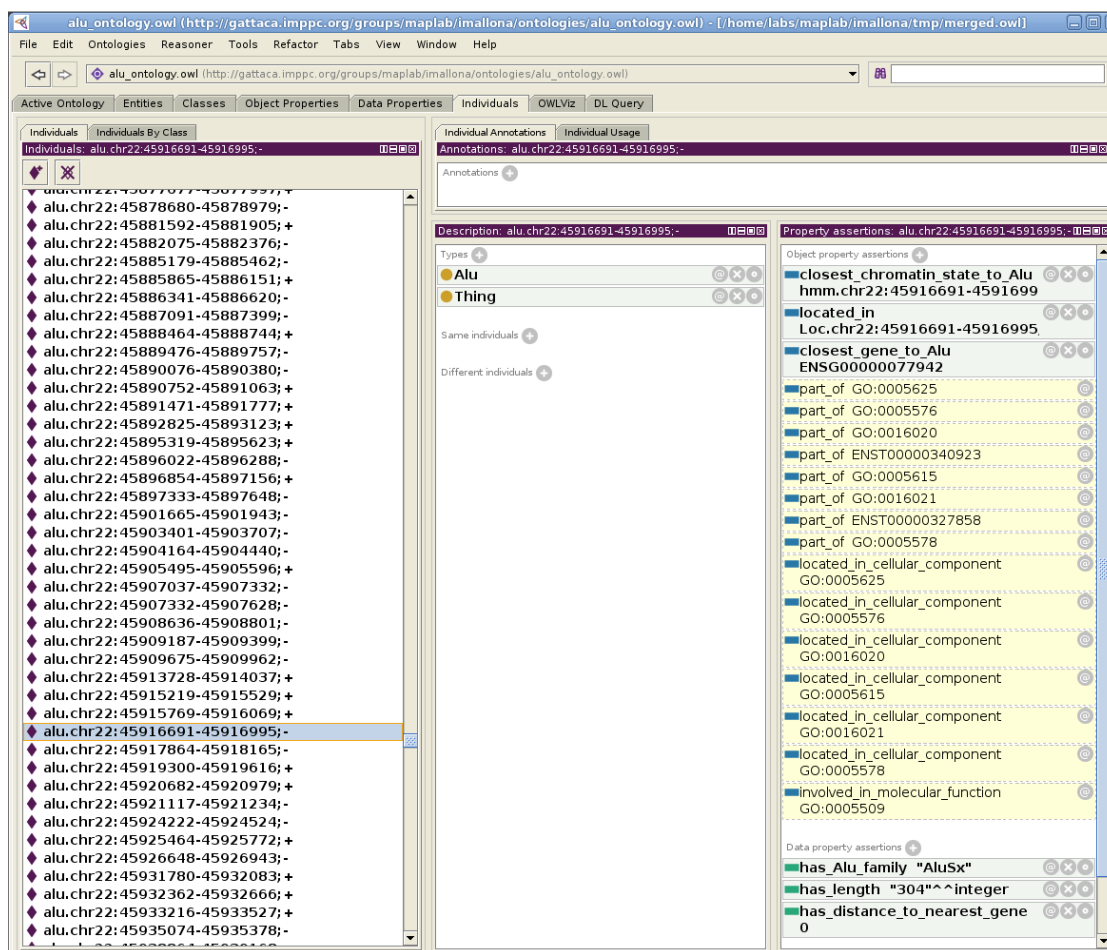 alu_ontology.owl (http://gattaca.imppc.org/groups/maplab/imallona/ontologies/alu_ontology.owl) - [/home/labs/maplab/imallona/tmp/merged.owl]
File Edit Ontologies Reasoner Tools Refactor Tabs View Window Help
alu_ontology.owl (http://gattaca.imppc.org/groups/maplab/imallona/ontologies/alu_ontology.owl)
Active Ontology Entities Classes Object Properties Data Properties Individuals OWLViz DL Query
Individuals Individuals By Class
Individuals: alu.chr22:45916691-45916995;-
alu.chr22:45878680-45878979;-
alu.chr22:45881592-45881905;+
alu.chr22:45882075-45882376;-
alu.chr22:45885179-45885462;-
alu.chr22:45885865-45886151;+
alu.chr22:45886341-45886620;-
alu.chr22:45887091-45887399;-
alu.chr22:45888464-45888744;+
alu.chr22:45889476-45889757;-
alu.chr22:45890076-45890380;-
alu.chr22:45890752-45891063;+
alu.chr22:45891471-45891777;+
alu.chr22:45892825-45893123;+
alu.chr22:45895319-45895623;+
alu.chr22:45896022-45896288;-
alu.chr22:45896854-45897156;+
alu.chr22:45897333-45897648;-
alu.chr22:45901665-45901943;-
alu.chr22:45903401-45903707;-
alu.chr22:45904164-45904440;-
alu.chr22:45905495-45905596;+
alu.chr22:45907037-45907332;-
alu.chr22:45907332-45907628;-
alu.chr22:45908636-45908801;-
alu.chr22:45909187-45909399;-
alu.chr22:45909675-45909962;-
alu.chr22:45913728-45914037;+
alu.chr22:45915219-45915529;+
alu.chr22:45915769-45916069;+
alu.chr22:45916691-45916995;-
alu.chr22:45917864-45918165;-
alu.chr22:45919300-45919616;+
alu.chr22:45920682-45920979;+
alu.chr22:45921117-45921234;-
alu.chr22:45924222-45924524;-
alu.chr22:45925464-45925772;+
alu.chr22:45926648-45926943;-
alu.chr22:45931780-45932083;+
alu.chr22:45932362-45932666;+
alu.chr22:45933216-45933527;+
alu.chr22:45935074-45935378;-
Individual Annotations Individual Usage
Annotations: alu.chr22:45916691-45916995;-
Annotations
Description: alu.chr22:45916691-45916995;-
Types
Alu
Thing
Same individuals
Different individuals
Property assertions: alu.chr22:45916691-45916995;-
Object property assertions
closest_chromatin_state_to_Alu
hmm.chr22:45916691-4591699
located_in
Loc.chr22:45916691-45916995
closest_gene_to_Alu
ENSG00000077942
part_of GO:0005625
part_of GO:0005576
part_of GO:0016020
part_of ENST00000340923
part_of GO:0005615
part_of GO:0016021
part_of ENST00000327858
part_of GO:0005578
located_in_cellular_component
GO:0005625
located_in_cellular_component
GO:0005576
located_in_cellular_component
GO:0016020
located_in_cellular_component
GO:0005615
located_in_cellular_component
GO:0016021
located_in_cellular_component
GO:0005578
involved_in_molecular_function
GO:0005509
Data property assertions
has_Alu_family "AluSx"
has_length "304"^^integer
has_distance_to_nearest_gene
0